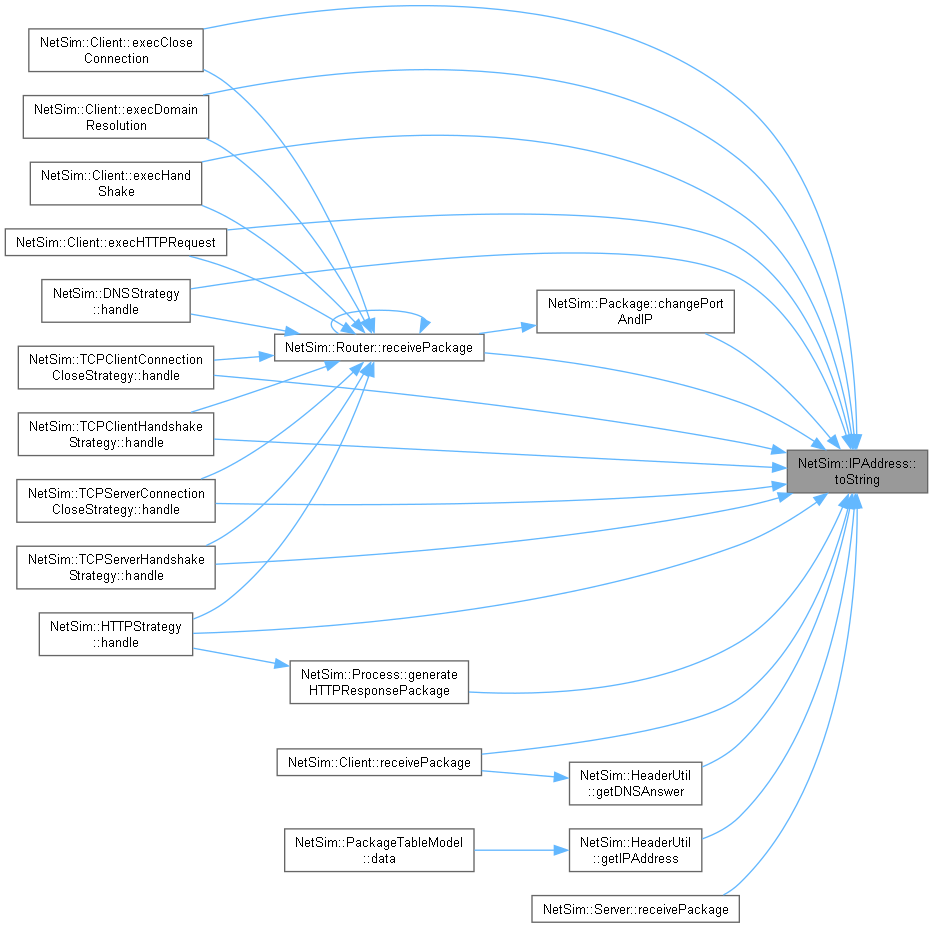 NetSim::Client::execClose
Connection
NetSim::Client::execDomain
Resolution
NetSim::Client::execHand
Shake
NetSim::Client::execHTTPRequest
NetSim::DNSStrategy
::handle
NetSim::TCPClientConnection
CloseStrategy::handle
NetSim::TCPClientHandshake
Strategy::handle
NetSim::TCPServerConnection
CloseStrategy::handle
NetSim::TCPServerHandshake
Strategy::handle
NetSim::HTTPStrategy
::handle
NetSim::Router::receivePackage
NetSim::Package::changePort
AndIP
NetSim::IPAddress::
toString
NetSim::Process::generate
HTTPResponsePackage
NetSim::Client::receivePackage
NetSim::HeaderUtil
::getDNSAnswer
NetSim::PackageTableModel
::data
NetSim::HeaderUtil
::getIPAddress
NetSim::Server::receivePackage